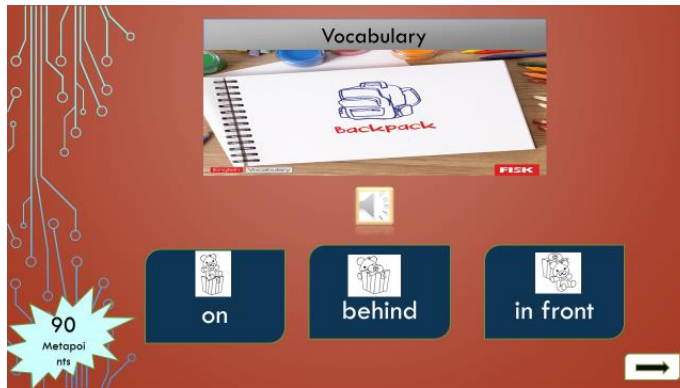 Vocabulary
Backpack
English Vocabulary
FISK
on
behind
in front
90
Metapoi
nts